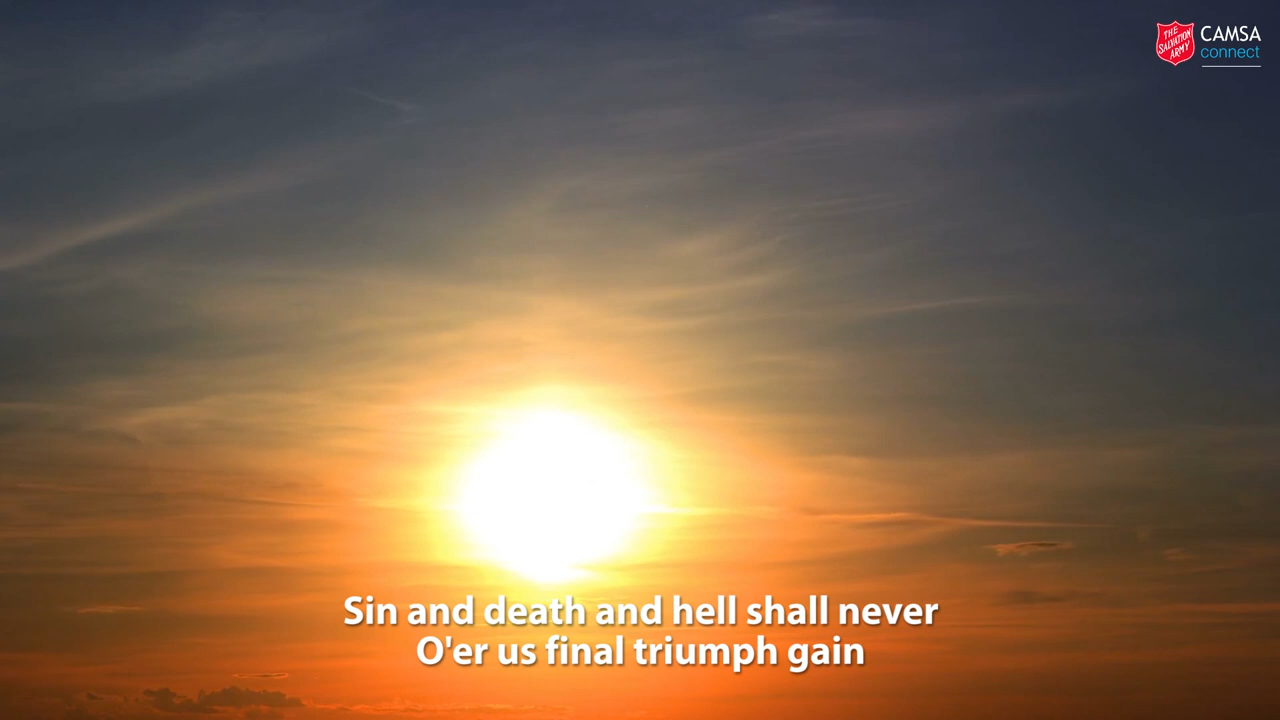 THE
SALVATION
ARMY
CAMSA
connect
Sin and death and hell shall never
O'er us final triumph gain